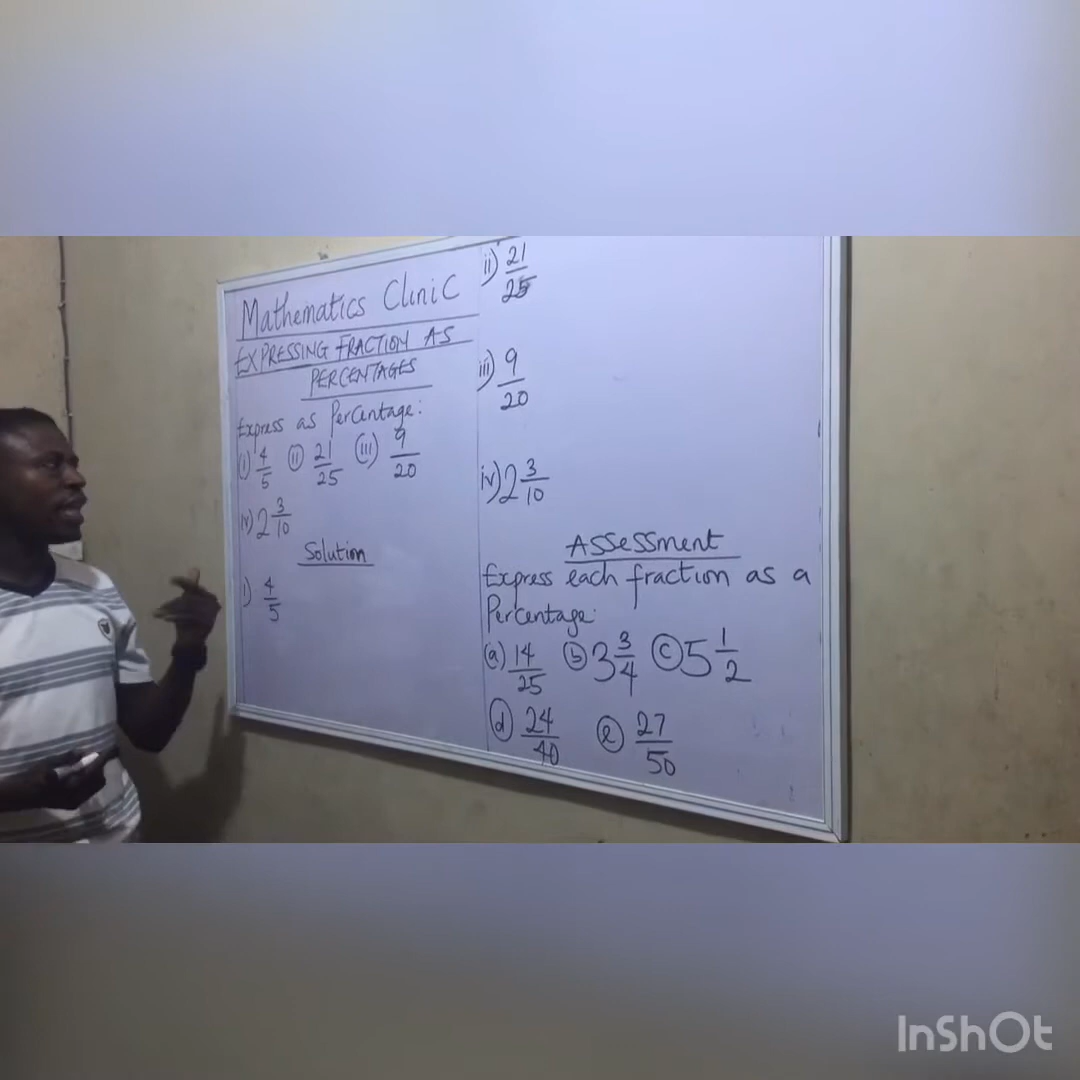 Mathematics Clinic
EXPRESSING FRACTION AS
PERCENTAGES
Express as Percentage:
(i) 4/5 (ii) 21/25 (iii) 9/20
iv) 2 3/10
Solution
i) 4/5
ii) 21/25
iii) 9/20
iv) 2 3/10
Assessment
Express each fraction as a
Percentage:
(a) 14/25 (b) 3 3/4 (c) 5 1/2
(d) 24/40 (e) 27/50
InShOt